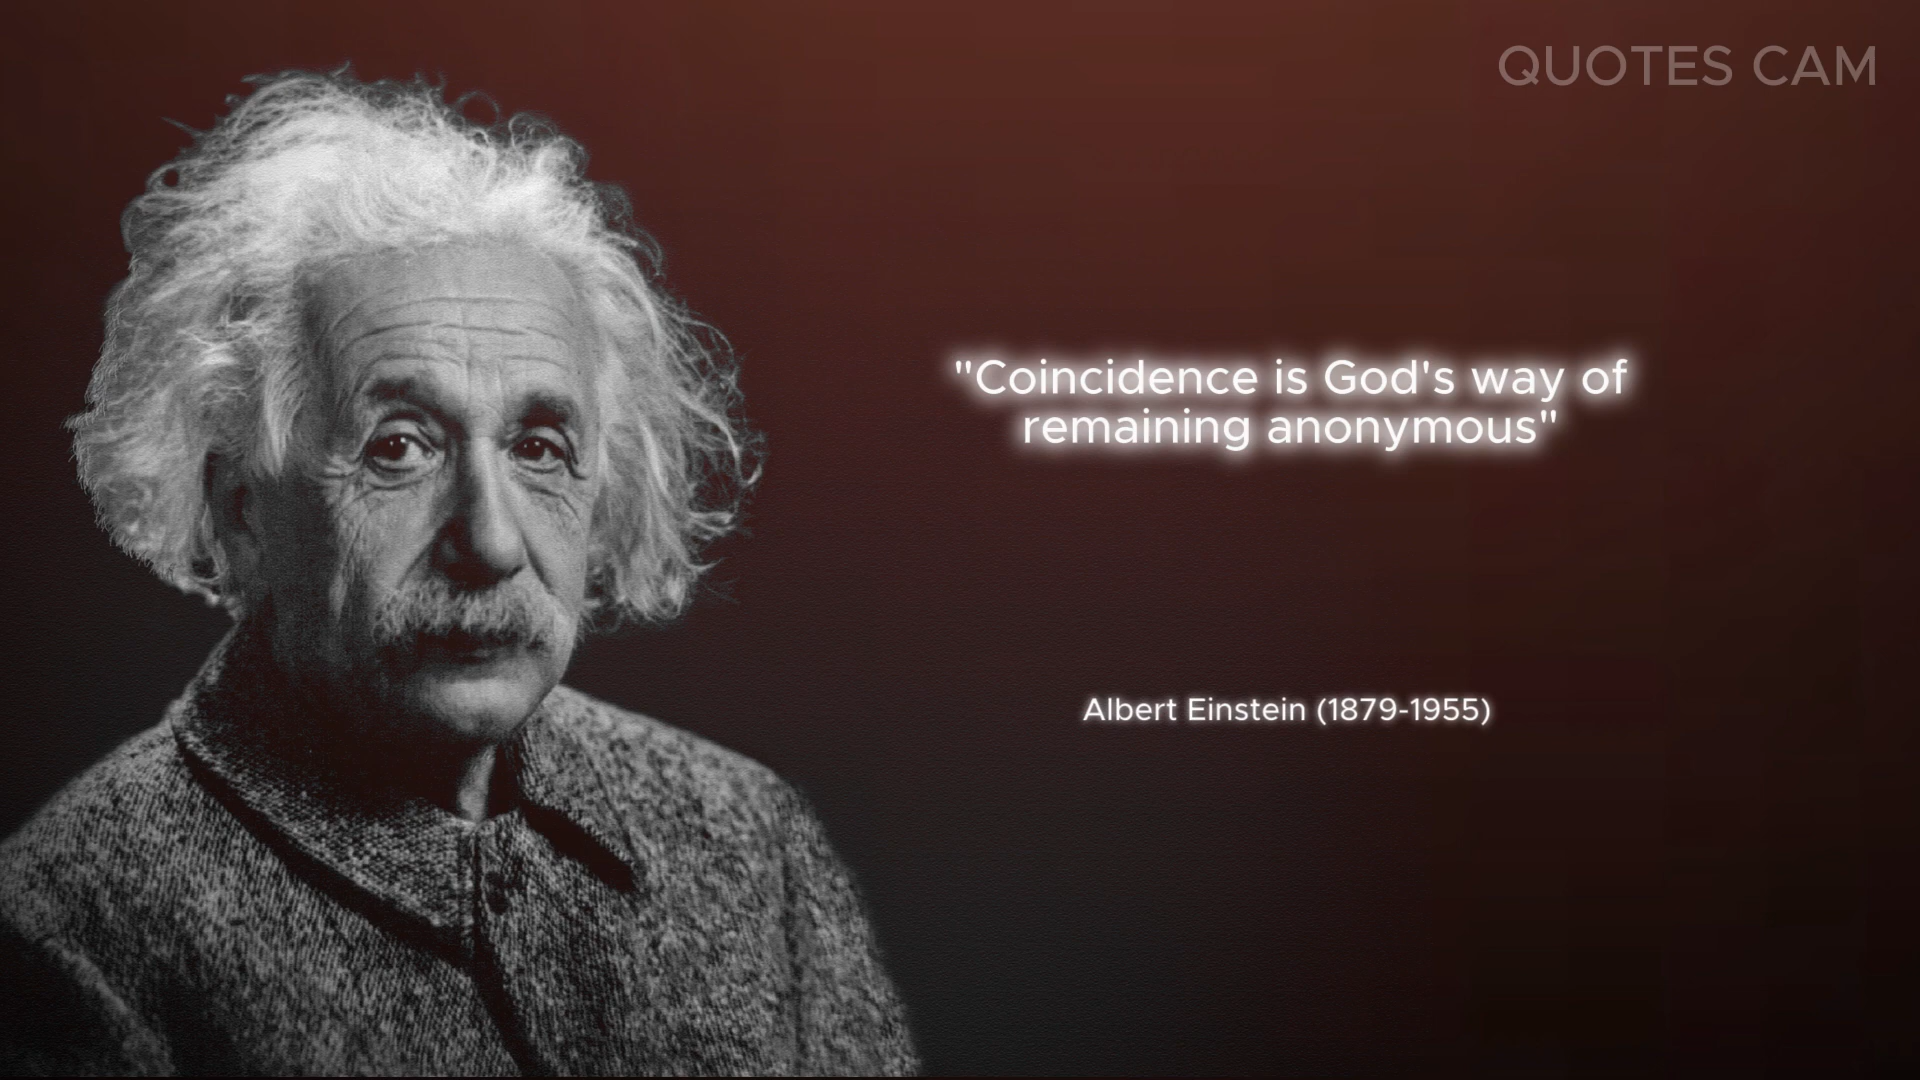 QUOTES CAM
"Coincidence is God's way of
remaining anonymous"
Albert Einstein (1879-1955)